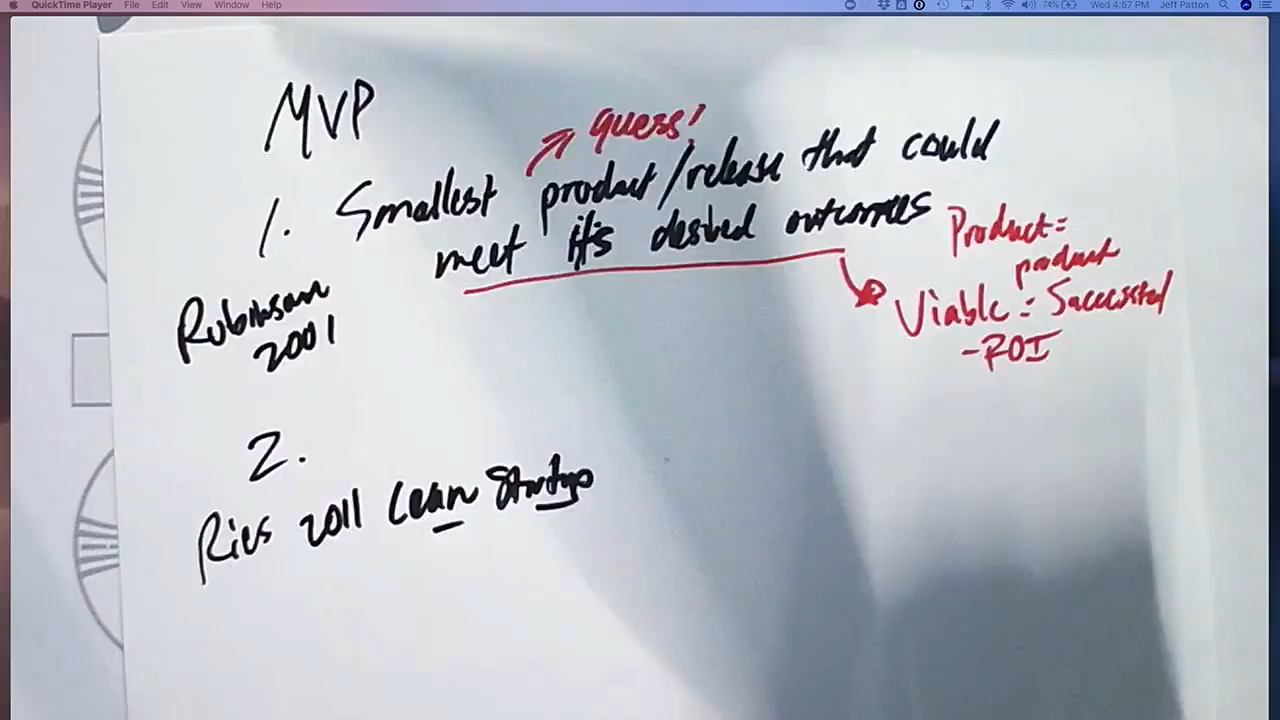 QuickTime Player File Edit View Window Help 74% Wed 4:57 PM Jeff Patton
MVP
guess!
1. Smallest product/release that could
meet it's desired outcomes
Product =
product
Viable = Successful
- ROI
Robinson
2001
2.
Ries 2011 Lean Startup